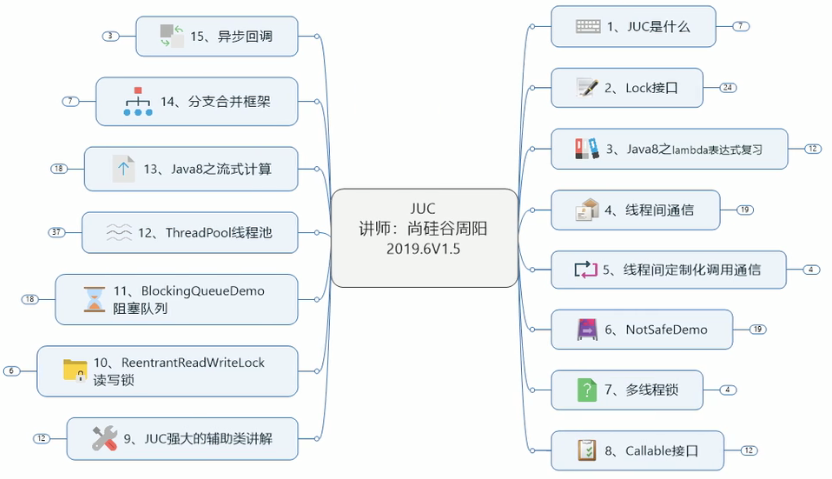 JUC
讲师：尚硅谷周阳
2019.6V1.5
1、JUC是什么
7
2、Lock接口
24
3、Java8之lambda表达式复习
12
4、线程间通信
19
5、线程间定制化调用通信
4
6、NotSafeDemo
19
7、多线程锁
4
8、Callable接口
12
9、JUC强大的辅助类讲解
12
10、ReentrantReadWriteLock
读写锁
6
11、BlockingQueueDemo
阻塞队列
18
12、ThreadPool线程池
37
13、Java8之流式计算
18
14、分支合并框架
7
15、异步回调
3